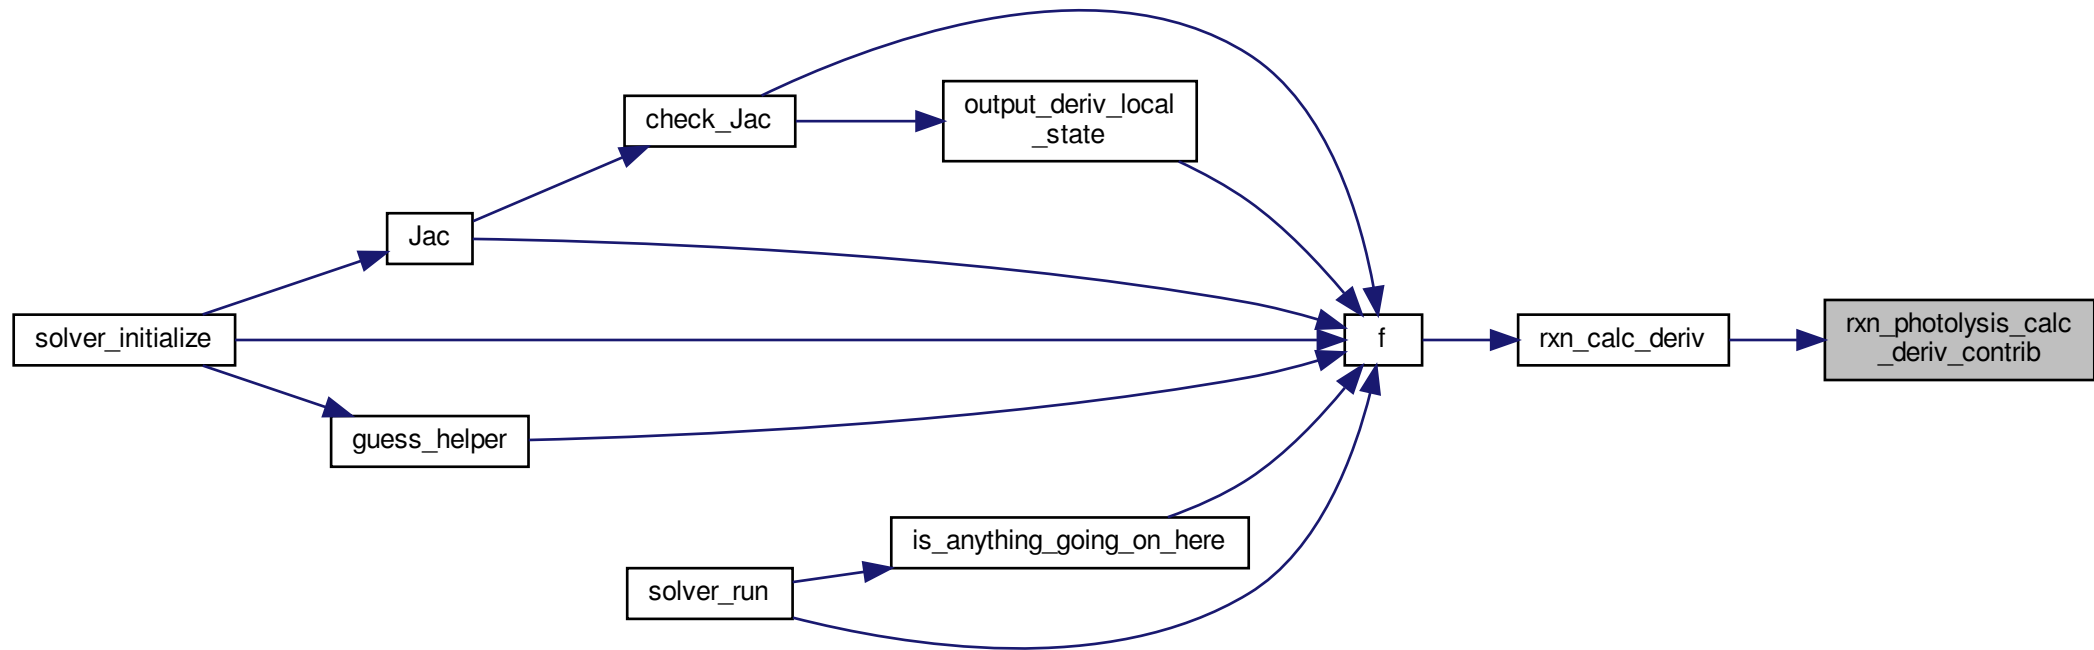 check_Jac
output_deriv_local
_state
Jac
solver_initialize
f
rxn_calc_deriv
rxn_photolysis_calc
_deriv_contrib
guess_helper
is_anything_going_on_here
solver_run